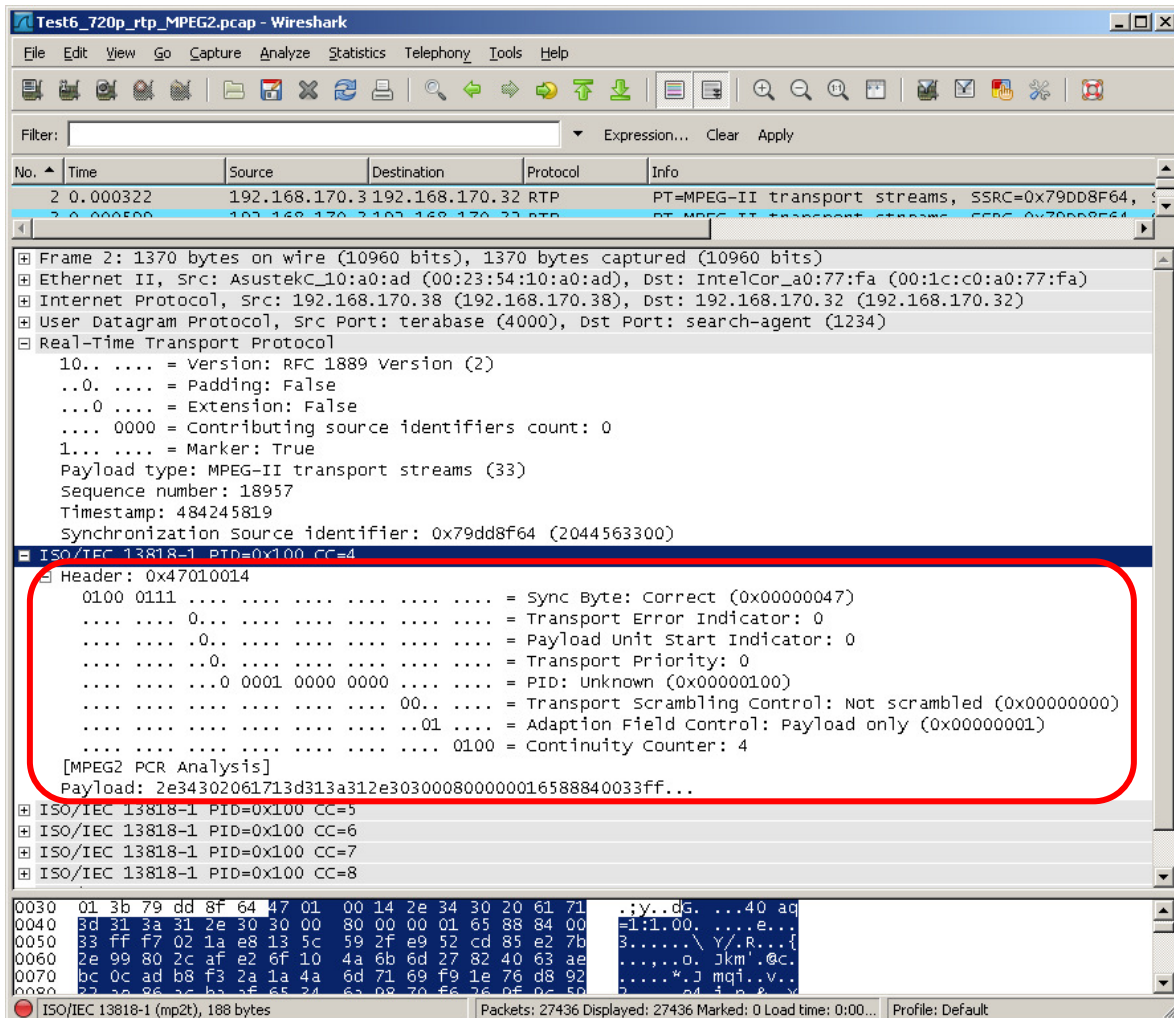 Test6_720p_rtp_MPEG2.pcap - Wireshark
File Edit View Go Capture Analyze Statistics Telephony Tools Help
Filter: Expression... Clear Apply
No. Time Source Destination Protocol Info
2 0.000322 192.168.170.3 192.168.170.32 RTP PT=MPEG-II transport streams, SSRC=0x79DD8F64,
Frame 2: 1370 bytes on wire (10960 bits), 1370 bytes captured (10960 bits)
Ethernet II, Src: AsustekC_10:a0:ad (00:23:54:10:a0:ad), Dst: IntelCor_a0:77:fa (00:1c:c0:a0:77:fa)
Internet Protocol, Src: 192.168.170.38 (192.168.170.38), Dst: 192.168.170.32 (192.168.170.32)
User Datagram Protocol, Src Port: terabase (4000), Dst Port: search-agent (1234)
Real-Time Transport Protocol
10.. .... = Version: RFC 1889 Version (2)
..0. .... = Padding: False
...0 .... = Extension: False
.... 0000 = Contributing source identifiers count: 0
1... .... = Marker: True
Payload type: MPEG-II transport streams (33)
Sequence number: 18957
Timestamp: 484245819
Synchronization Source identifier: 0x79dd8f64 (2044563300)
ISO/IEC 13818-1 PID=0x100 CC=4
Header: 0x47010014
0100 0111 .... .... .... .... .... .... = Sync Byte: Correct (0x00000047)
.... .... 0... .... .... .... .... .... = Transport Error Indicator: 0
.... .... .0.. .... .... .... .... .... = Payload Unit Start Indicator: 0
.... .... ..0. .... .... .... .... .... = Transport Priority: 0
.... .... ...0 0001 0000 0000 .... .... = PID: Unknown (0x00000100)
.... .... .... .... .... .... 00.. .... = Transport Scrambling Control: Not scrambled (0x00000000)
.... .... .... .... .... .... ..01 .... = Adaption Field Control: Payload only (0x00000001)
.... .... .... .... .... .... .... 0100 = Continuity Counter: 4
[MPEG2 PCR Analysis]
Payload: 2e34302061713d313a312e3030008000000016588840033ff...
ISO/IEC 13818-1 PID=0x100 CC=5
ISO/IEC 13818-1 PID=0x100 CC=6
ISO/IEC 13818-1 PID=0x100 CC=7
ISO/IEC 13818-1 PID=0x100 CC=8
0030 01 3b 79 dd 8f 64 47 01 00 14 2e 34 30 20 61 71 .;y..dG. ...40 aq
0040 3d 31 3a 31 2e 30 30 00 80 00 00 01 65 88 84 00 =1:1.00. ....e...
0050 33 ff f7 02 1a e8 13 5c 59 2f e9 52 cd 85 e2 7b 3......\ Y/.R...{
0060 2e 99 80 2c af e2 6f 10 4a 6b 6d 27 82 40 63 ae ...,..o. Jkm'.@c.
0070 bc 0c ad b8 f3 2a 1a 4a 6d 71 69 f9 1e 76 d8 92 .....*.J mqi..v..
ISO/IEC 13818-1 (mp2t), 188 bytes Packets: 27436 Displayed: 27436 Marked: 0 Load time: 0:00... Profile: Default